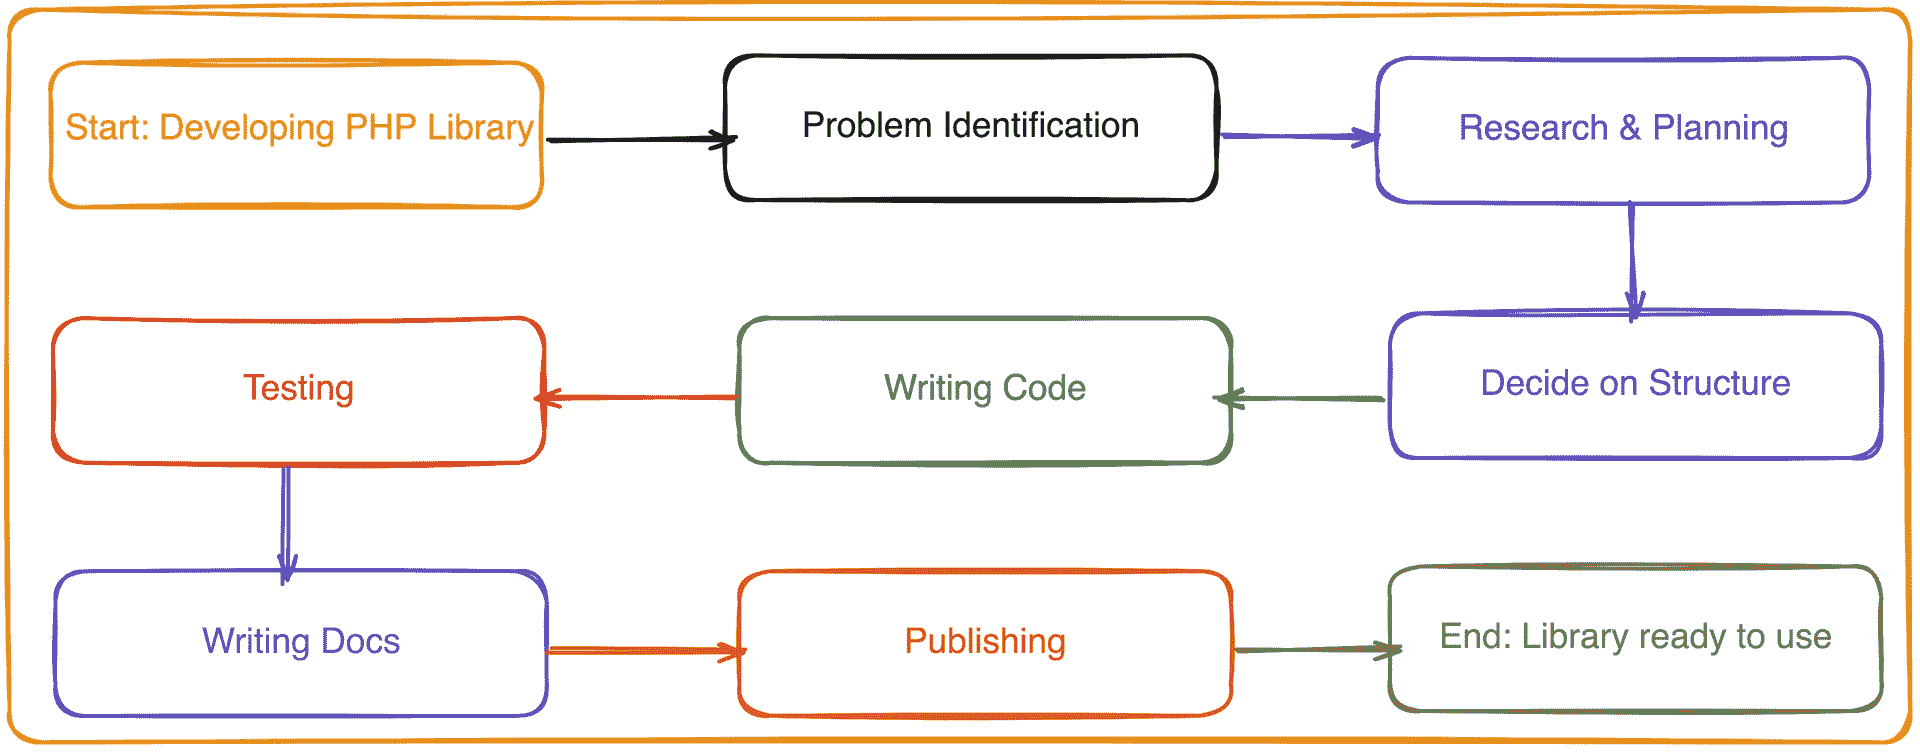 Start: Developing PHP Library
Problem Identification
Research & Planning
Decide on Structure
Writing Code
Testing
Writing Docs
Publishing
End: Library ready to use